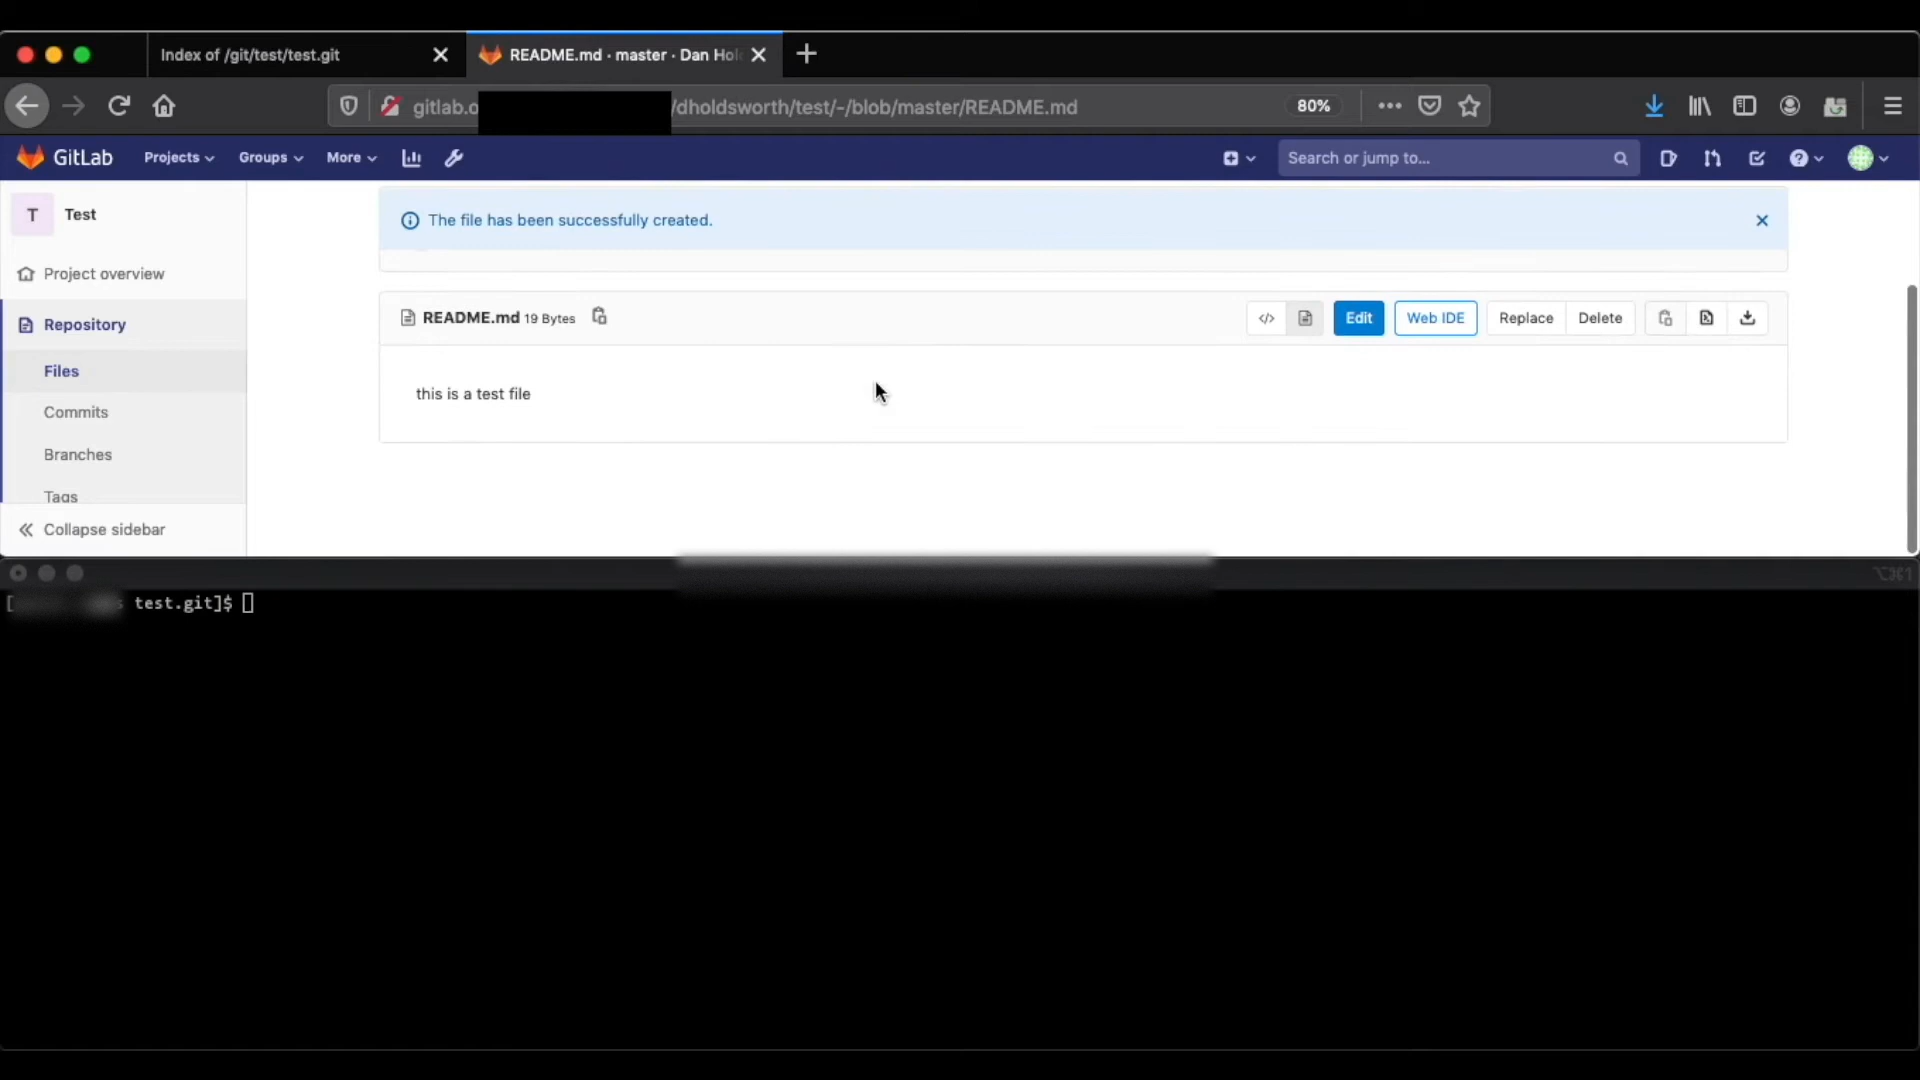 Index of /git/test/test.git
README.md · master · Dan Hol
gitlab.o
/dholdsworth/test/-/blob/master/README.md
80%
GitLab
Projects
Groups
More
Search or jump to...
T
Test
The file has been successfully created.
Project overview
Repository
README.md 19 Bytes
Edit
Web IDE
Replace
Delete
Files
this is a test file
Commits
Branches
Tags
Collapse sidebar
⌥⌘1
[
test.git]$